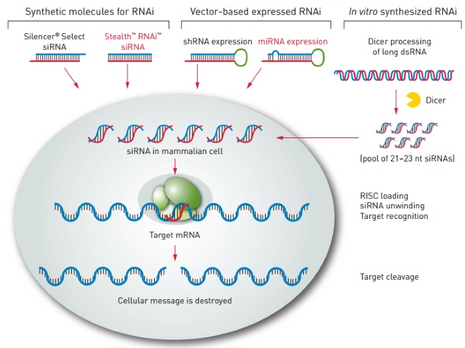 Synthetic molecules for RNAi
Vector-based expressed RNAi
In vitro synthesized RNAi
Silencer® Select
siRNA
Stealth™ RNAi™
siRNA
shRNA expression
miRNA expression
Dicer processing
of long dsRNA
Dicer
siRNA in mammalian cell
(pool of 21–23 nt siRNAs)
RISC loading
siRNA unwinding
Target recognition
Target mRNA
Target cleavage
Cellular message is destroyed